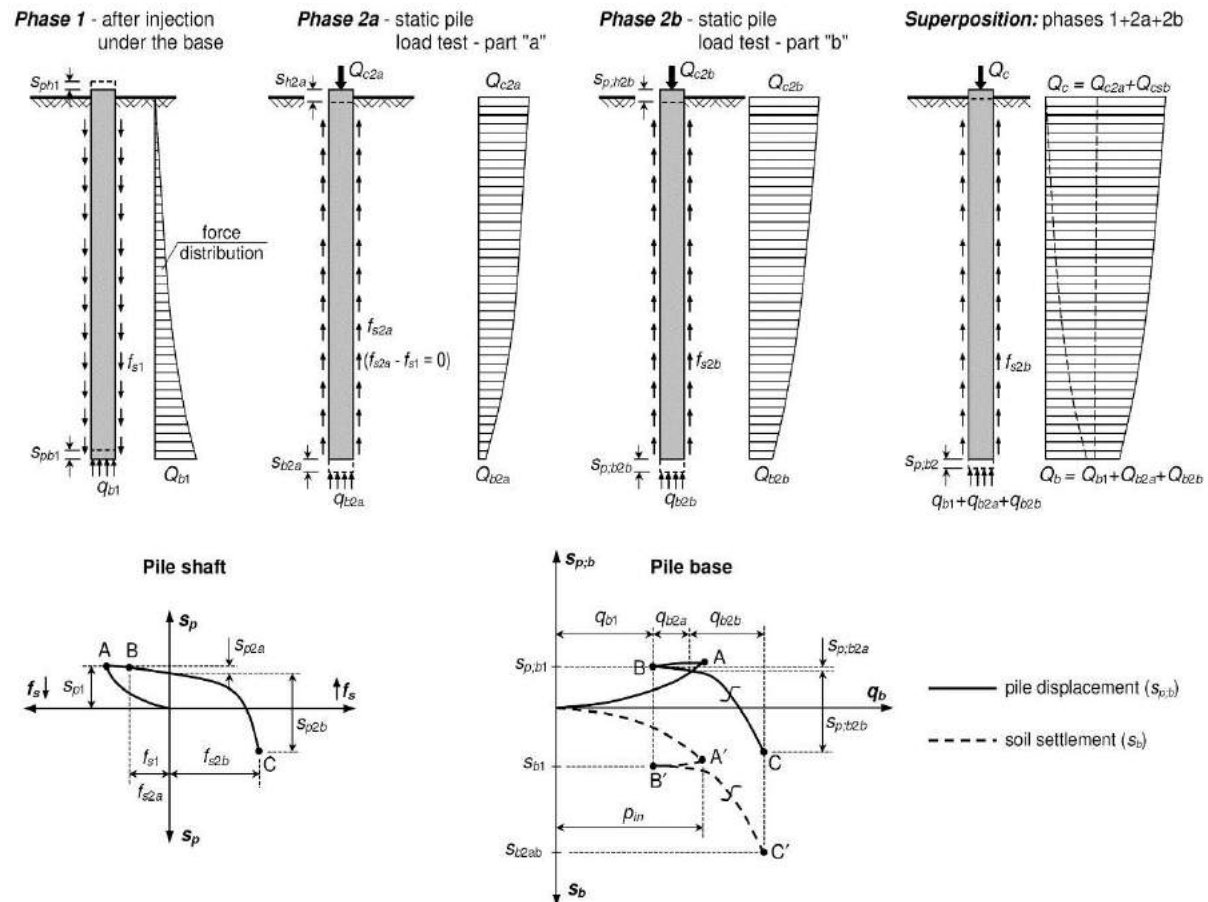 Phase 1 - after injection
under the base
Phase 2a - static pile
load test - part "a"
Phase 2b - static pile
load test - part "b"
Superposition: phases 1+2a+2b
s_ph1
s_h2a
Q_c2a
Q_c2a
s_p;h2b
Q_c2b
Q_c2b
Q_c
Q_c = Q_c2a+Q_csb
force
distribution
f_s1
f_s2a
(f_s2a - f_s1 = 0)
f_s2b
f_s2b
s_pb1
q_b1
Q_b1
s_b2a
q_b2a
Q_b2a
s_p;b2b
q_b2b
Q_b2b
s_p;b2
q_b1+q_b2a+q_b2b
Q_b = Q_b1+Q_b2a+Q_b2b
Pile shaft
s_p
A
B
s_p2a
s_p1
f_s↓
↑f_s
s_p2b
f_s1
f_s2b
C
f_s2a
s_p
s_p;b
Pile base
q_b1
q_b2a
q_b2b
s_p;b1
B
A
s_p;b2a
q_b
s_p;b2b
C
s_b1
A'
B'
p_in
s_b2ab
C'
s_b
pile displacement (s_p;b)
soil settlement (s_b)